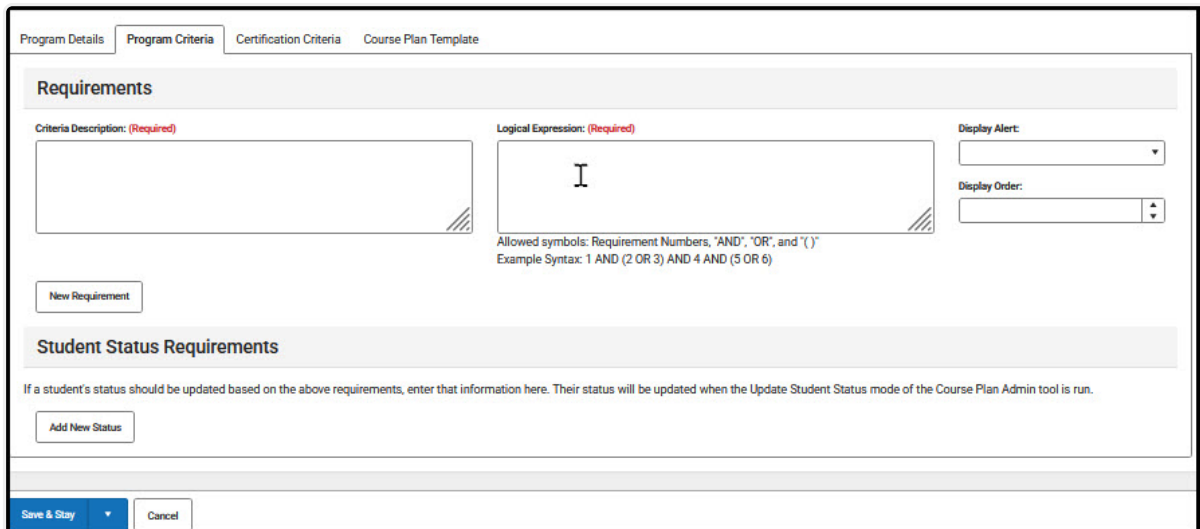 Program Details Program Criteria Certification Criteria Course Plan Template
Requirements
Criteria Description: (Required)
Logical Expression: (Required)
Display Alert:
Display Order:
Allowed symbols: Requirement Numbers, "AND", "OR", and "( )"
Example Syntax: 1 AND (2 OR 3) AND 4 AND (5 OR 6)
New Requirement
Student Status Requirements
If a student's status should be updated based on the above requirements, enter that information here. Their status will be updated when the Update Student Status mode of the Course Plan Admin tool is run.
Add New Status
Save & Stay Cancel